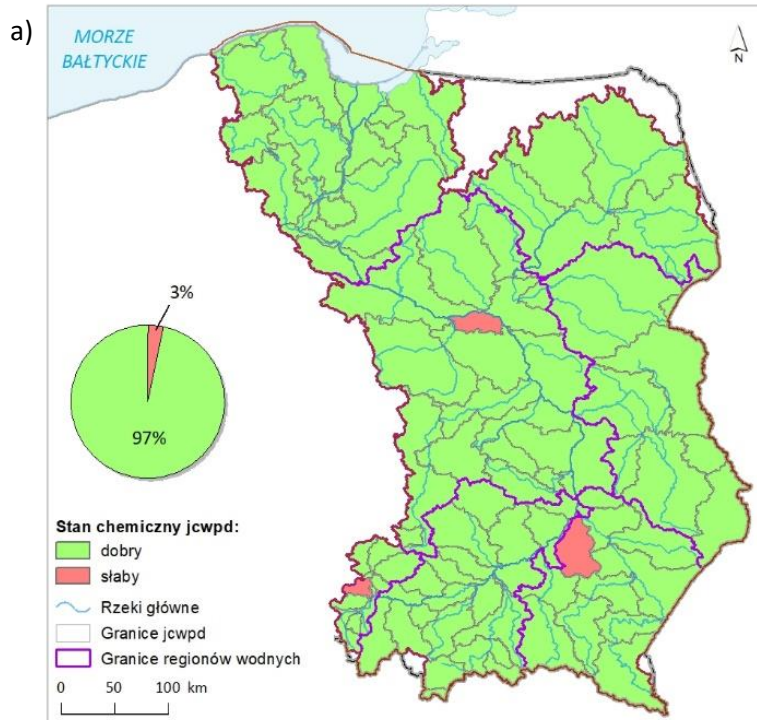 a)
MORZE
BAŁTYCKIE
N
3%
97%
Stan chemiczny jcwpd:
dobry
słaby
Rzeki główne
Granice jcwpd
Granice regionów wodnych
0 50 100 km